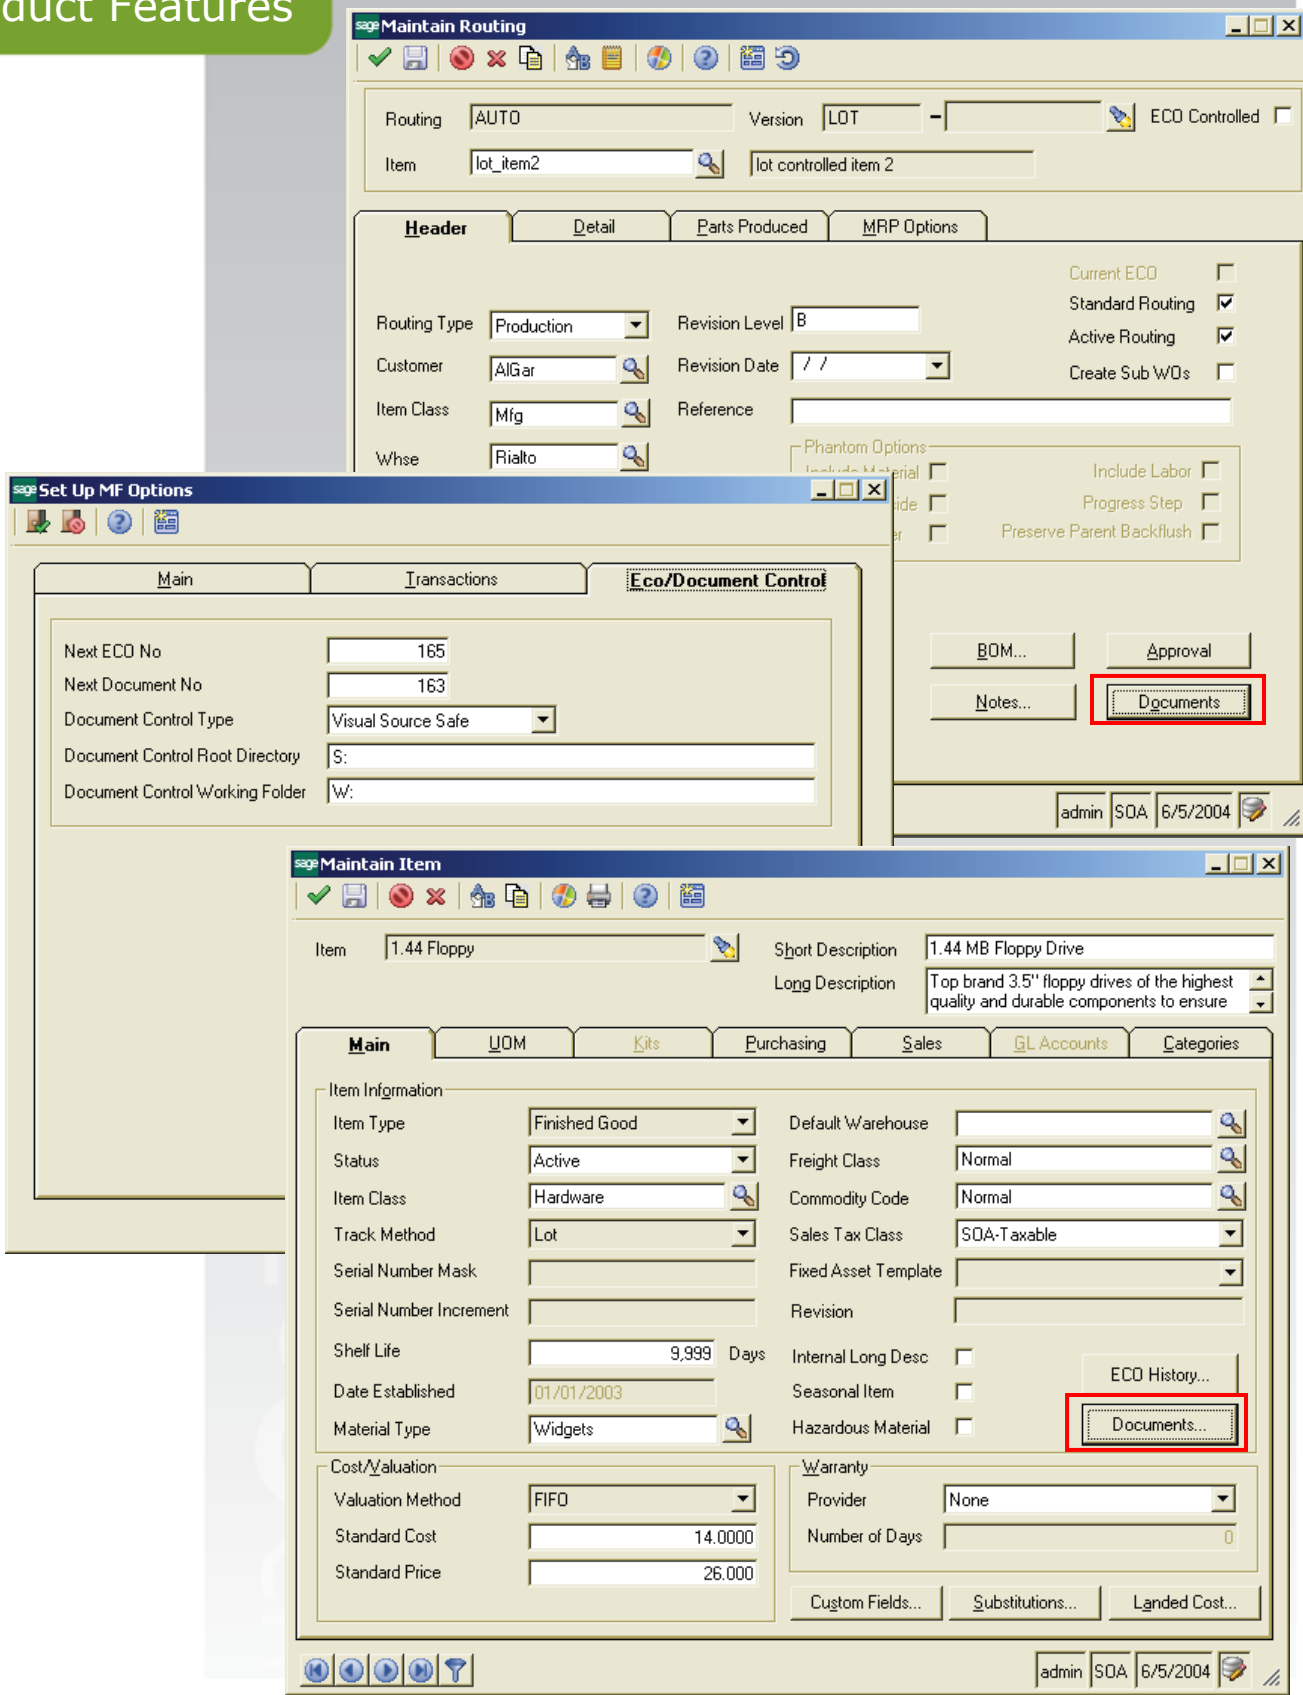 duct Features
sage Maintain Routing
Routing AUTO Version LOT - ECO Controlled
Item lot_item2 lot controlled item 2
Header Detail Parts Produced MRP Options
Current ECO
Standard Routing
Active Routing
Create Sub WOs
Routing Type Production Revision Level B
Customer AlGar Revision Date / /
Item Class Mfg Reference
Whse Rialto
Phantom Options
Include Material Include Labor
ide Progress Step
er Preserve Parent Backflush
BOM... Approval
Notes... Documents
admin SOA 6/5/2004
sage Set Up MF Options
Main Transactions Eco/Document Control
Next ECO No 165
Next Document No 163
Document Control Type Visual Source Safe
Document Control Root Directory S:
Document Control Working Folder W:
sage Maintain Item
Item 1.44 Floppy Short Description 1.44 MB Floppy Drive
Long Description Top brand 3.5" floppy drives of the highest
quality and durable components to ensure
Main UOM Kits Purchasing Sales GL Accounts Categories
Item Information
Item Type Finished Good Default Warehouse
Status Active Freight Class Normal
Item Class Hardware Commodity Code Normal
Track Method Lot Sales Tax Class SOA-Taxable
Serial Number Mask Fixed Asset Template
Serial Number Increment Revision
Shelf Life 9,999 Days Internal Long Desc
Date Established 01/01/2003 Seasonal Item
Material Type Widgets Hazardous Material
ECO History...
Documents...
Cost/Valuation Warranty
Valuation Method FIFO Provider None
Standard Cost 14.0000 Number of Days 0
Standard Price 26.000
Custom Fields... Substitutions... Landed Cost...
admin SOA 6/5/2004